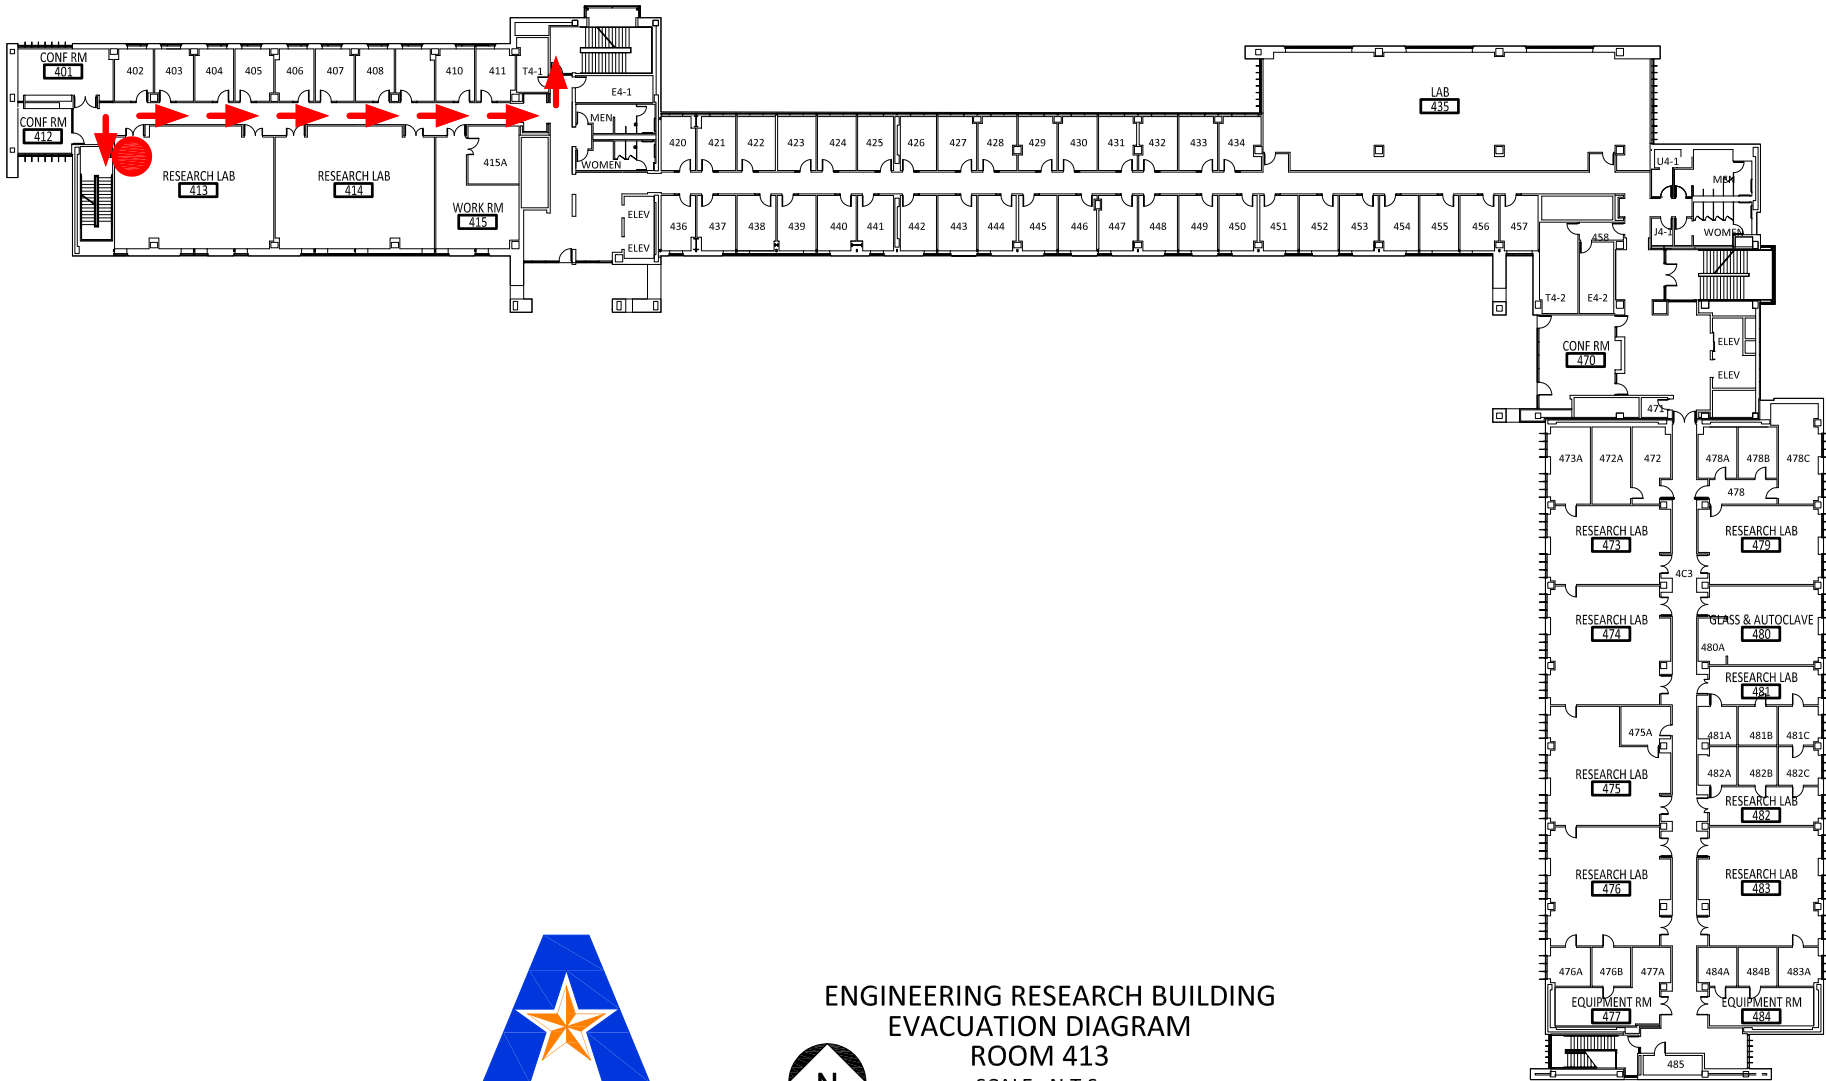 CONF RM
401
402
403
404
405
406
407
408
410
411
T4-1
E4-1
CONF RM
412
MEN
WOMEN
RESEARCH LAB
413
RESEARCH LAB
414
415A
WORK RM
415
ELEV
ELEV
420
421
422
423
424
425
426
427
428
429
430
431
432
433
434
LAB
435
436
437
438
439
440
441
442
443
444
445
446
447
448
449
450
451
452
453
454
455
456
457
458
U4-1
MEN
J4-1
WOMEN
T4-2
E4-2
CONF RM
470
ELEV
ELEV
471
473A
472A
472
478A
478B
478C
478
RESEARCH LAB
473
RESEARCH LAB
479
4C3
RESEARCH LAB
474
GLASS & AUTOCLAVE
480
480A
RESEARCH LAB
481
475A
481A
481B
481C
RESEARCH LAB
475
482A
482B
482C
RESEARCH LAB
482
RESEARCH LAB
476
RESEARCH LAB
483
476A
476B
477A
484A
484B
483A
EQUIPMENT RM
477
EQUIPMENT RM
484
485
ENGINEERING RESEARCH BUILDING
EVACUATION DIAGRAM
ROOM 413